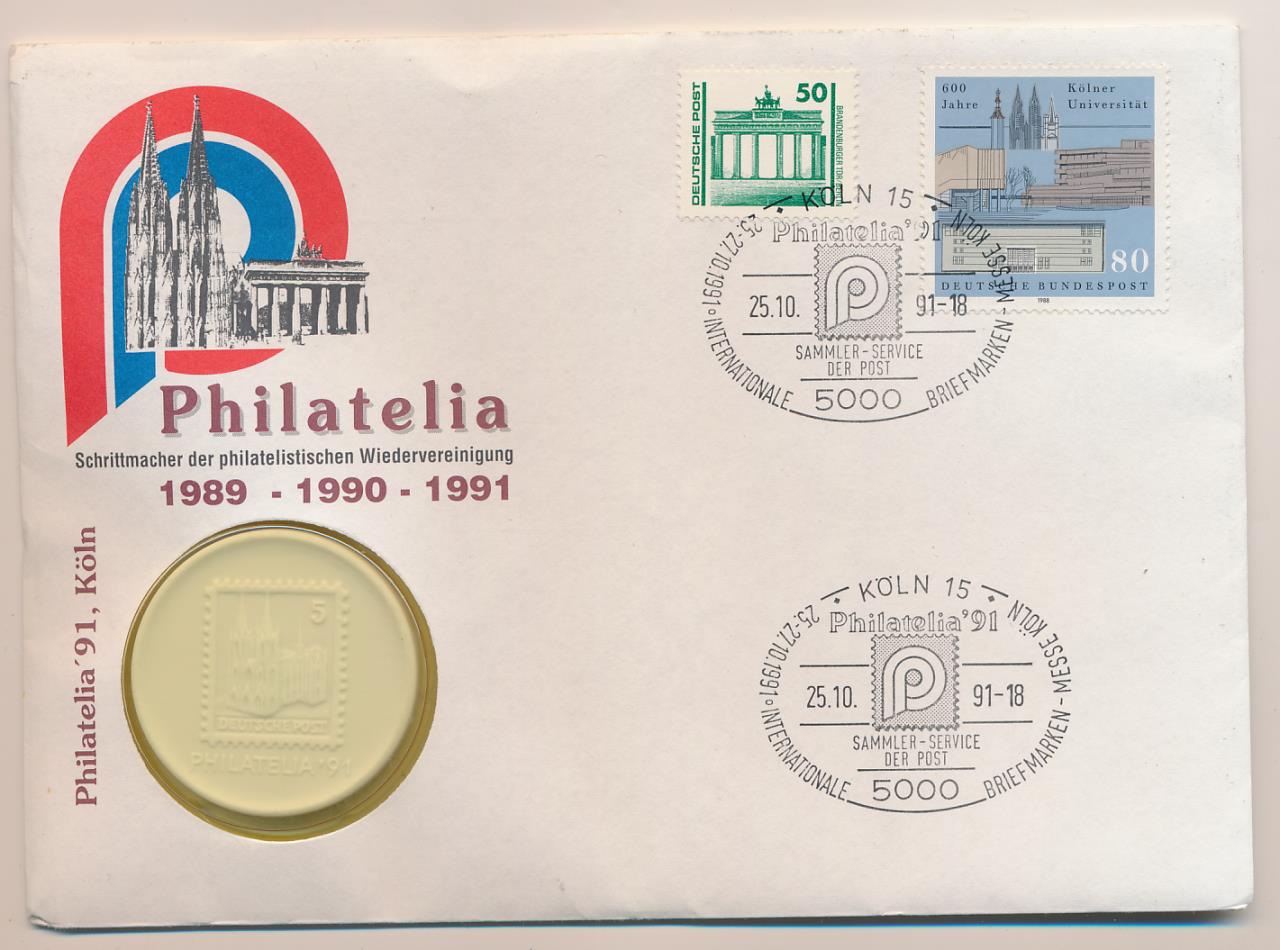 Philatelia
Schrittmacher der philatelistischen Wiedervereinigung
1989 - 1990 - 1991
Philatelia´91, Köln
5
DEUTSCHE POST
PHILATELIA '91
DEUTSCHE POST
50
BRANDENBURGER TOR/BERLIN
600 Jahre
Kölner Universität
80
DEUTSCHE BUNDESPOST
1988
KÖLN 15
Philatelia'91
25.10. 91-18
SAMMLER-SERVICE
DER POST
5000
25.-27.10.1991 INTERNATIONALE BRIEFMARKEN-MESSE KÖLN
KÖLN 15
Philatelia'91
25.10. 91-18
SAMMLER-SERVICE
DER POST
5000
25.-27.10.1991 INTERNATIONALE BRIEFMARKEN-MESSE KÖLN